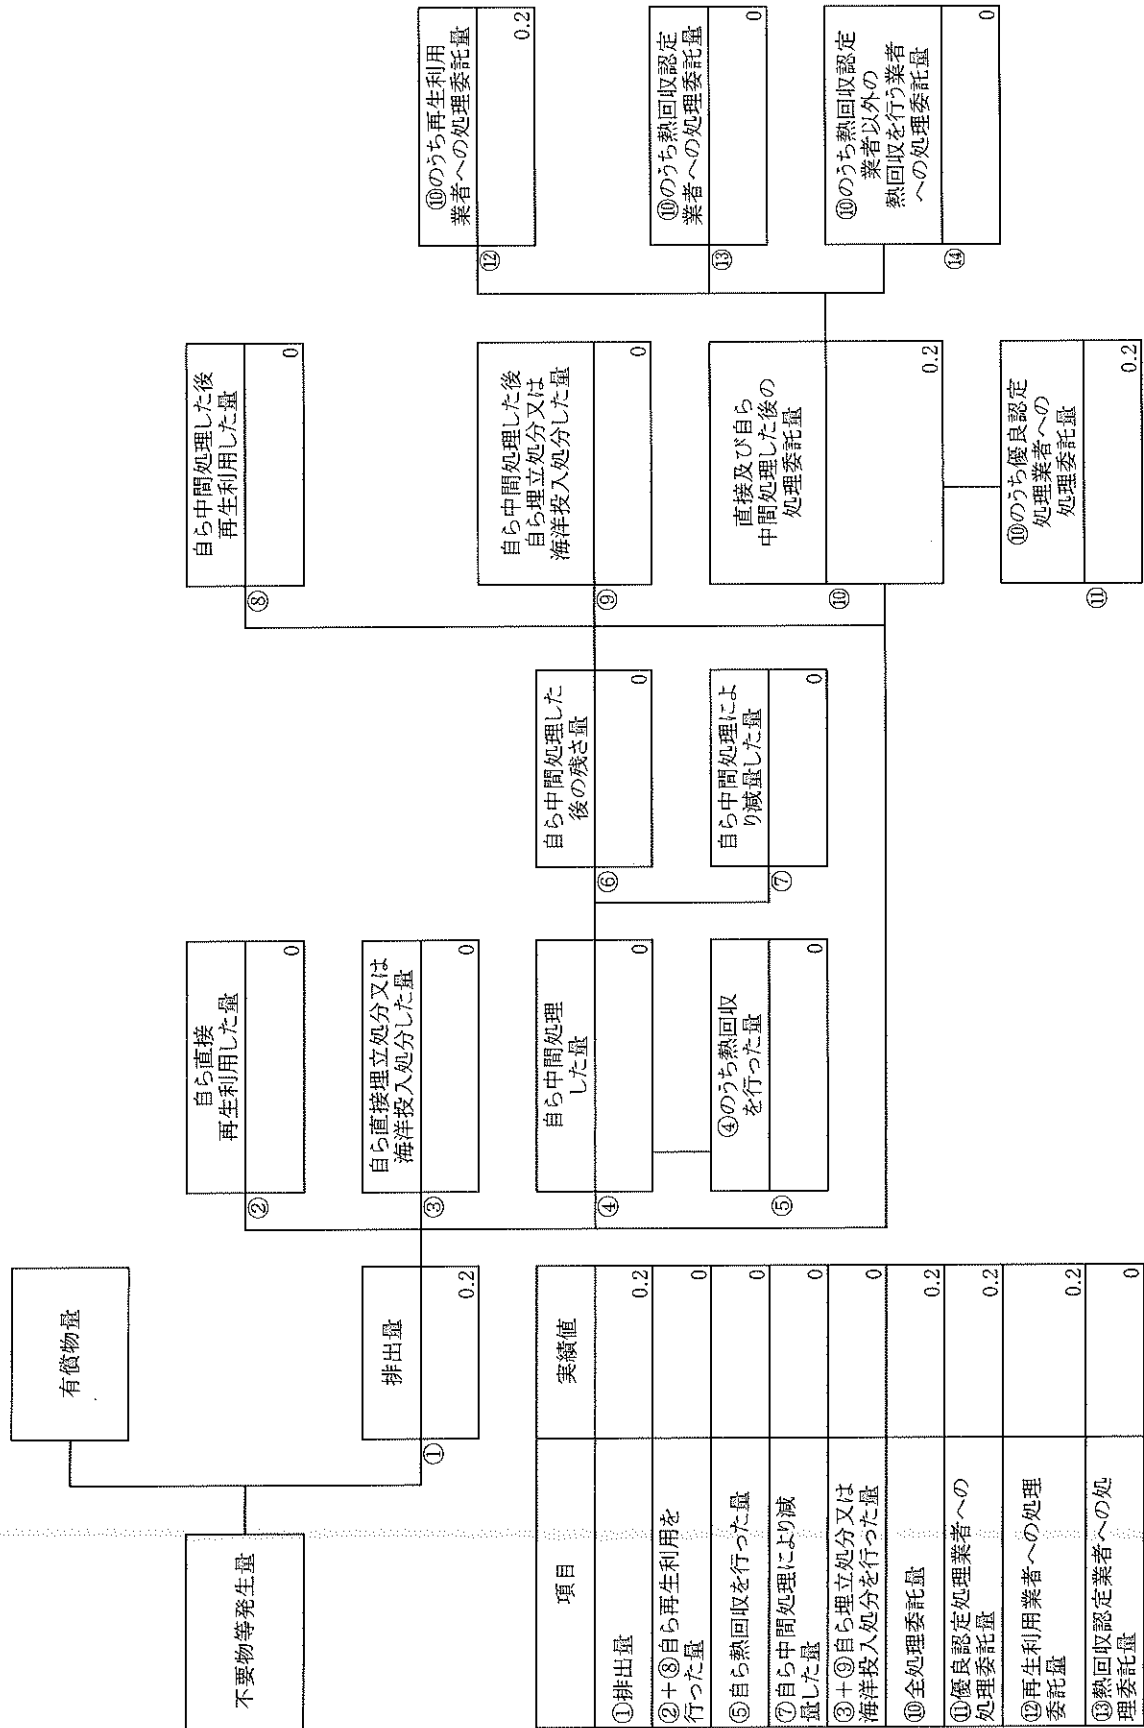 不要物等発生量
有償物量
①
排出量
0.2
②
自ら直接
再生利用した量
0
③
自ら直接埋立処分又は
海洋投入処分した量
0
④
自ら中間処理
した量
0
⑤
④のうち熱回収
を行った量
0
⑥
自ら中間処理した
後の残さ量
0
⑦
自ら中間処理によ
り減量した量
0
⑧
自ら中間処理した後
再生利用した量
0
⑨
自ら中間処理した後
自ら埋立処分又は
海洋投入処分した量
0
⑩
直接及び自ら
中間処理した後の
処理委託量
0.2
⑪
⑩のうち優良認定
処理業者への
処理委託量
0.2
⑫
⑩のうち再生利用
業者への処理委託量
0.2
⑬
⑩のうち熱回収認定
業者への処理委託量
0
⑭
⑩のうち熱回収認定
業者以外の
熱回収を行う業者
への処理委託量
0
項目 実績値
①排出量 0.2
②+⑧自ら再生利用を
行った量 0
⑤自ら熱回収を行った量 0
⑦自ら中間処理により減
量した量 0
③+⑨自ら埋立処分又は
海洋投入処分を行った量 0
⑩全処理委託量 0.2
⑪優良認定処理業者への
処理委託量 0.2
⑫再生利用業者への処理
委託量 0.2
⑬熱回収認定業者への処
理委託量 0